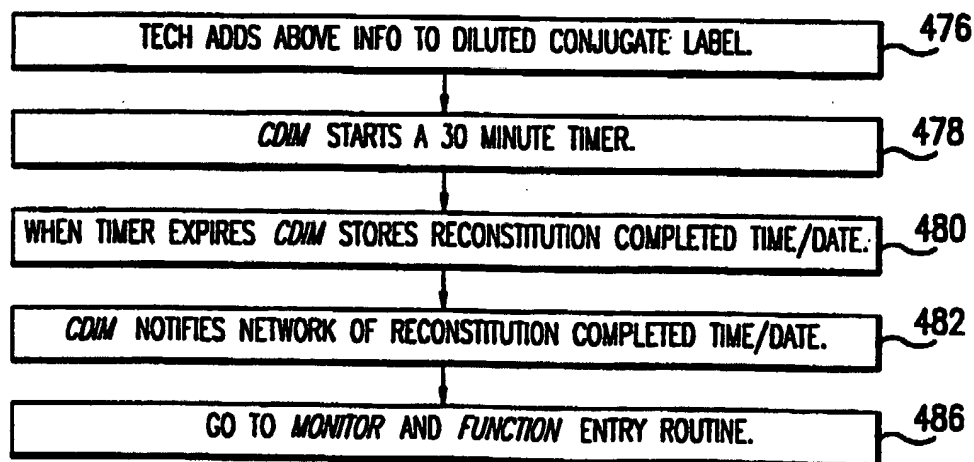 TECH ADDS ABOVE INFO TO DILUTED CONJUGATE LABEL. 476
CDIM STARTS A 30 MINUTE TIMER. 478
WHEN TIMER EXPIRES CDIM STORES RECONSTITUTION COMPLETED TIME/DATE. 480
CDIM NOTIFIES NETWORK OF RECONSTITUTION COMPLETED TIME/DATE. 482
GO TO MONITOR AND FUNCTION ENTRY ROUTINE. 486